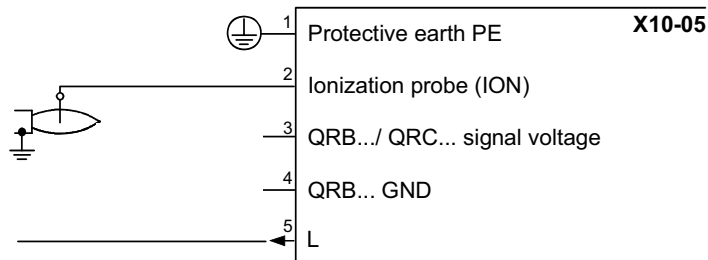 X10-05
1 Protective earth PE
2 Ionization probe (ION)
3 QRB.../ QRC... signal voltage
4 QRB... GND
5 L